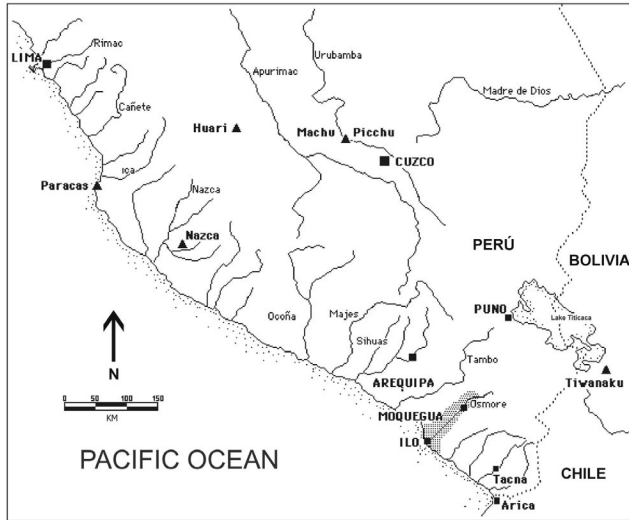 LIMA
Rimac
Cañete
Ica
Paracas
Huari
Nazca
Nazca
Apurimac
Urubamba
Machu Picchu
CUZCO
Madre de Dios
PERÚ
BOLIVIA
PUNO
Lake Titicaca
Tiwanaku
Ocoña
Majes
Sihuas
AREQUIPA
Tambo
MOQUEGUA
Osmore
ILO
Tacna
Arica
CHILE
N
0 50 100 150
KM
PACIFIC OCEAN